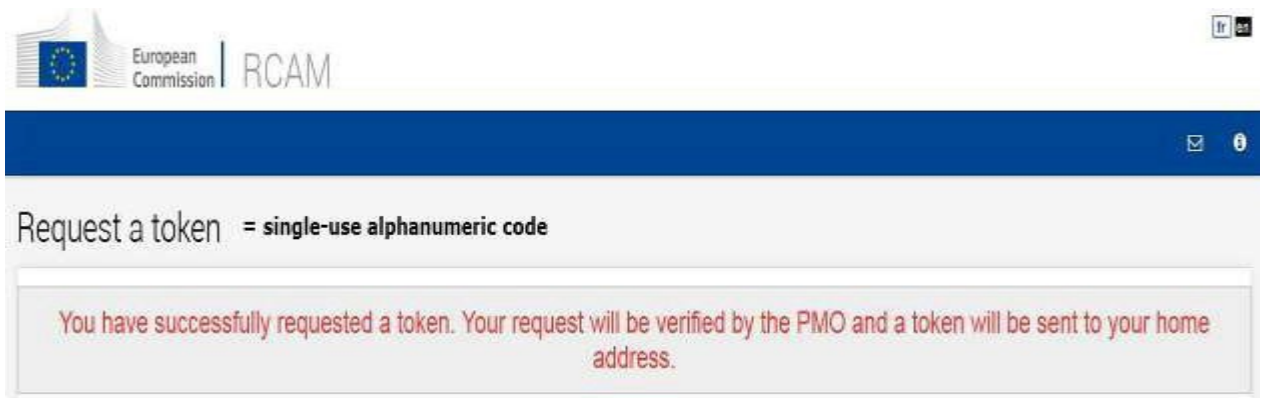 fr en
European
Commission
RCAM
Request a token = single-use alphanumeric code
You have successfully requested a token. Your request will be verified by the PMO and a token will be sent to your home
address.